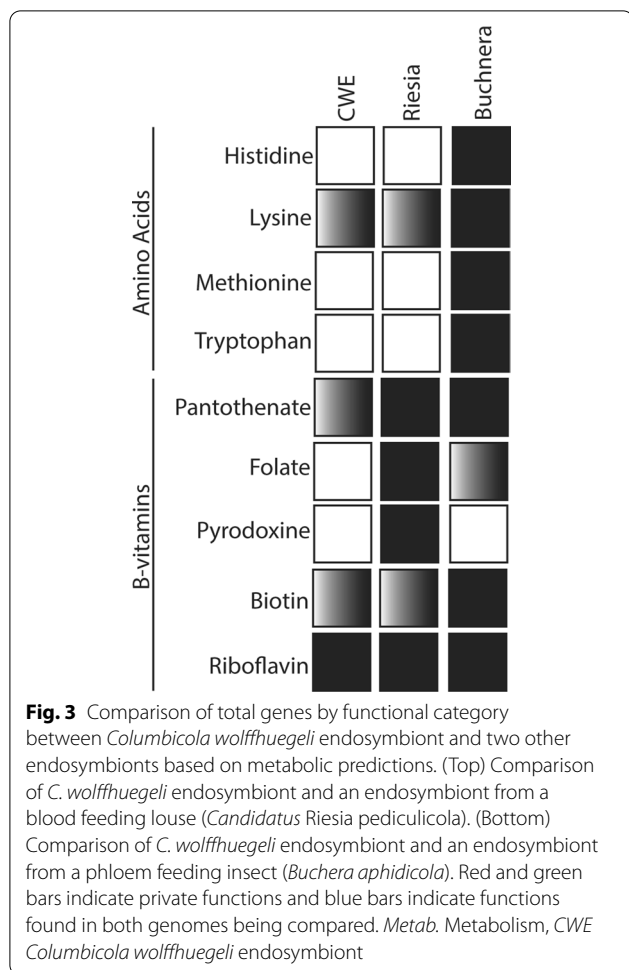 CWE
Riesia
Buchnera
Amino Acids
Histidine
Lysine
Methionine
Tryptophan
B-vitamins
Pantothenate
Folate
Pyrodoxine
Biotin
Riboflavin
Fig. 3 Comparison of total genes by functional category
between Columbicola wolffhuegeli endosymbiont and two other
endosymbionts based on metabolic predictions. (Top) Comparison
of C. wolffhuegeli endosymbiont and an endosymbiont from a
blood feeding louse (Candidatus Riesia pediculicola). (Bottom)
Comparison of C. wolffhuegeli endosymbiont and an endosymbiont
from a phloem feeding insect (Buchera aphidicola). Red and green
bars indicate private functions and blue bars indicate functions
found in both genomes being compared. Metab. Metabolism, CWE
Columbicola wolffhuegeli endosymbiont